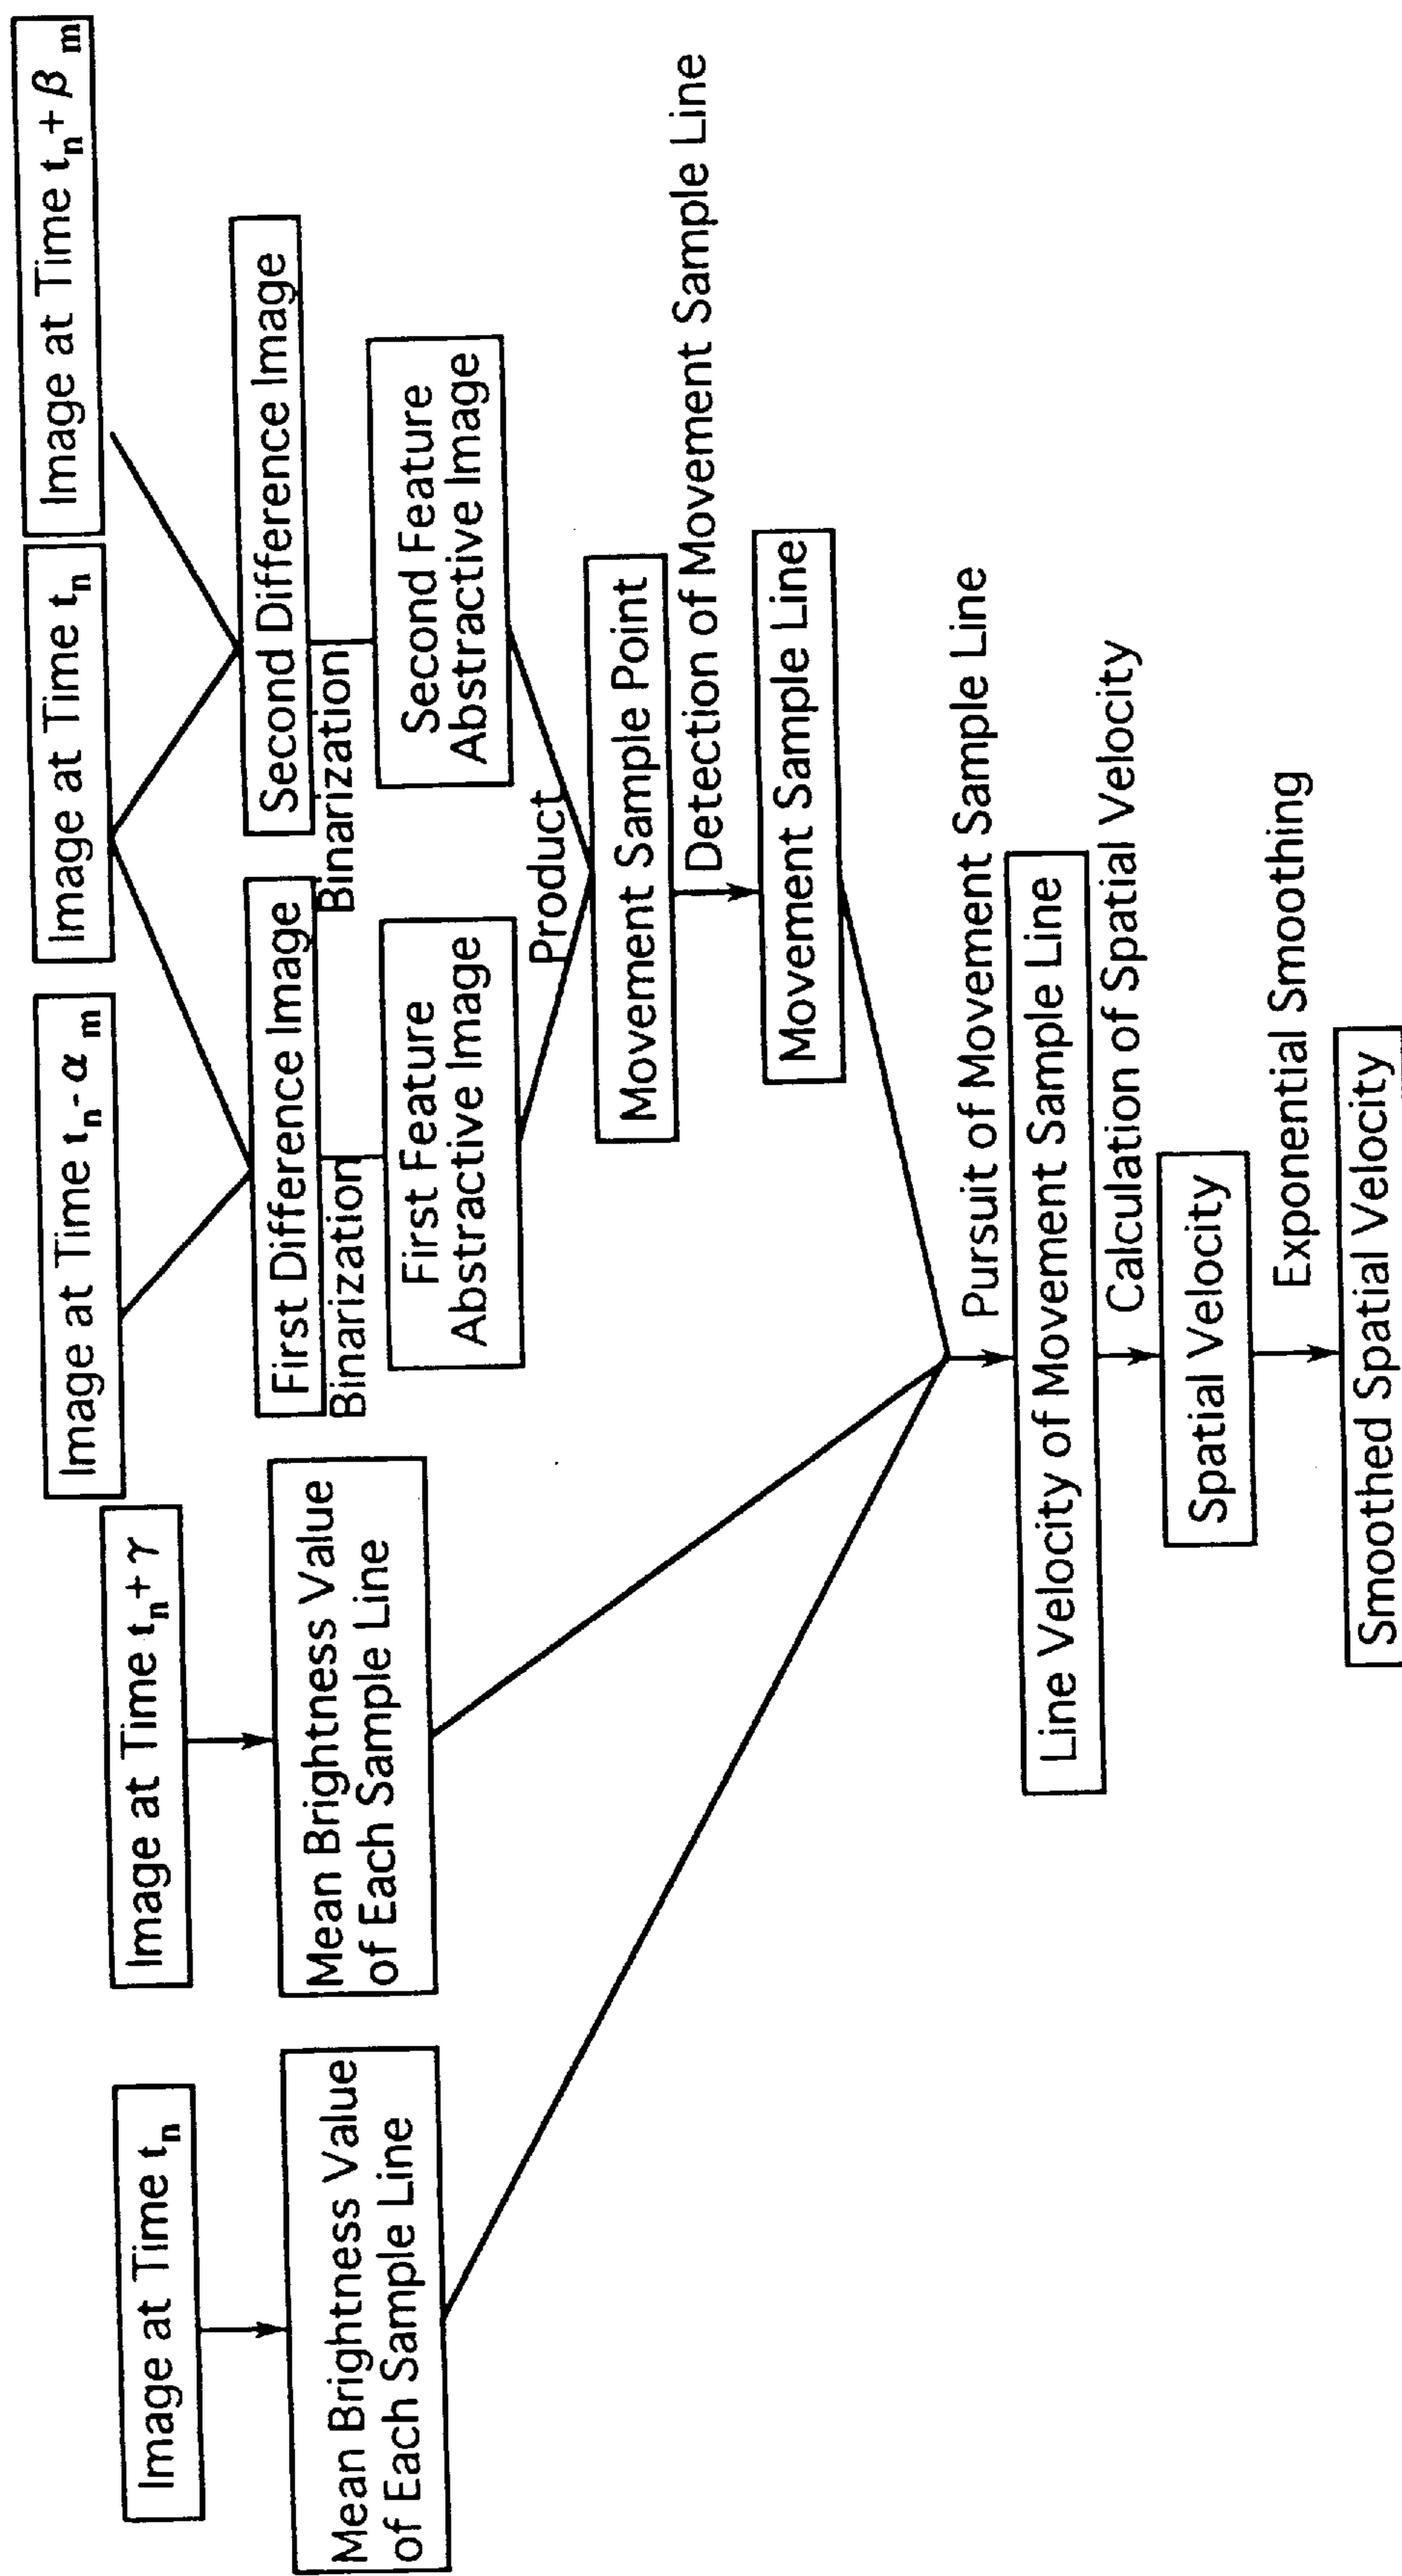 Image at Time tn
Image at Time tn+γ
Image at Time tn-αm
Image at Time tn
Image at Time tn+βm
Mean Brightness Value
of Each Sample Line
Mean Brightness Value
of Each Sample Line
First Difference Image
Second Difference Image
Binarization
Binarization
First Feature
Abstractive Image
Second Feature
Abstractive Image
Product
Movement Sample Point
Detection of Movement Sample Line
Movement Sample Line
Pursuit of Movement Sample Line
Line Velocity of Movement Sample Line
Calculation of Spatial Velocity
Spatial Velocity
Exponential Smoothing
Smoothed Spatial Velocity